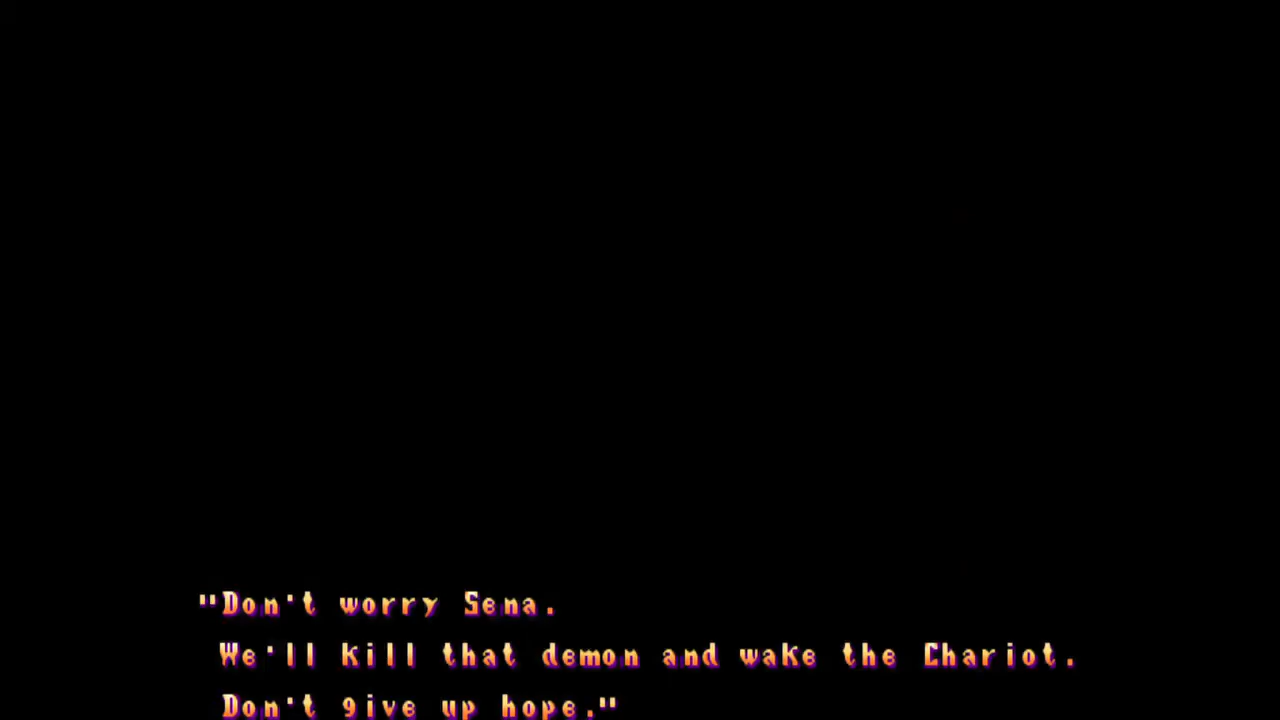 "Don't worry Sena.
We'll kill that demon and wake the Chariot.
Don't give up hope."